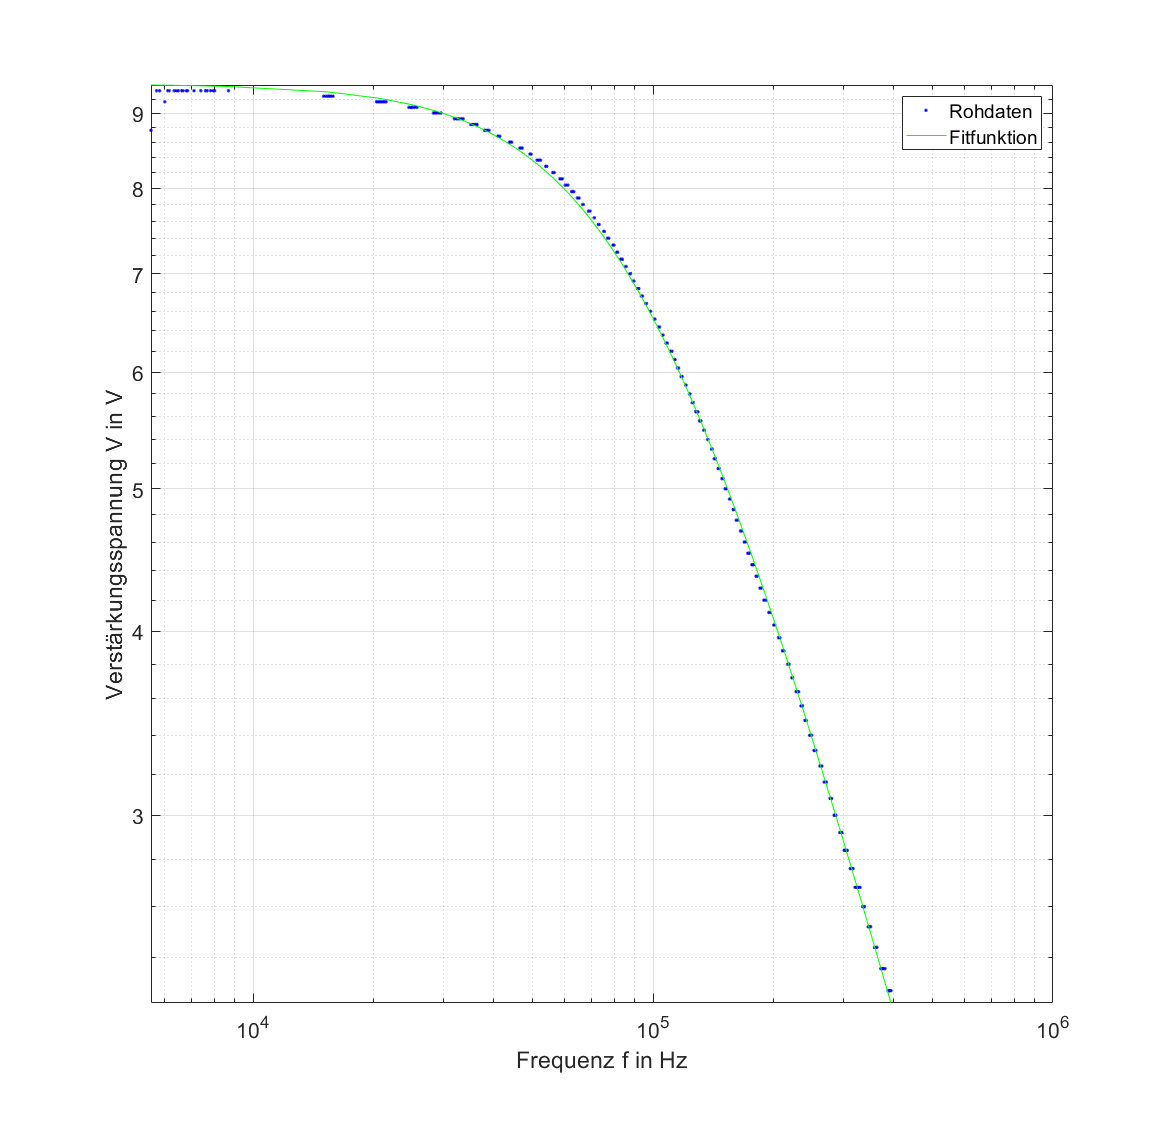 Rohdaten
Fitfunktion
9
8
7
6
5
4
3
Verstärkungsspannung V in V
10^4
10^5
10^6
Frequenz f in Hz